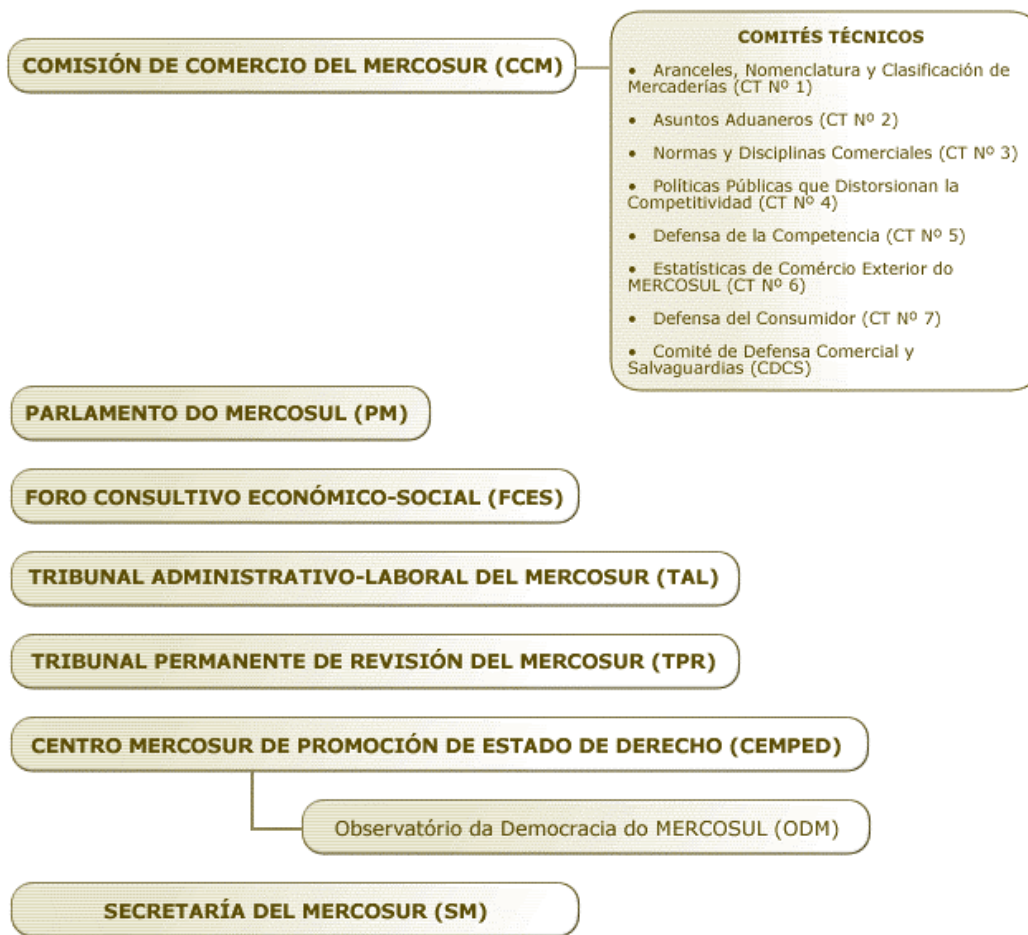 COMISIÓN DE COMERCIO DEL MERCOSUR (CCM)
COMITÉS TÉCNICOS
• Aranceles, Nomenclatura y Clasificación de
Mercaderías (CT Nº 1)
• Asuntos Aduaneros (CT Nº 2)
• Normas y Disciplinas Comerciales (CT Nº 3)
• Políticas Públicas que Distorsionan la
Competitividad (CT Nº 4)
• Defensa de la Competencia (CT Nº 5)
• Estatísticas de Comércio Exterior do
MERCOSUL (CT Nº 6)
• Defensa del Consumidor (CT Nº 7)
• Comité de Defensa Comercial y
Salvaguardias (CDCS)
PARLAMENTO DO MERCOSUL (PM)
FORO CONSULTIVO ECONÓMICO-SOCIAL (FCES)
TRIBUNAL ADMINISTRATIVO-LABORAL DEL MERCOSUR (TAL)
TRIBUNAL PERMANENTE DE REVISIÓN DEL MERCOSUR (TPR)
CENTRO MERCOSUR DE PROMOCIÓN DE ESTADO DE DERECHO (CEMPED)
Observatório da Democracia do MERCOSUL (ODM)
SECRETARÍA DEL MERCOSUR (SM)